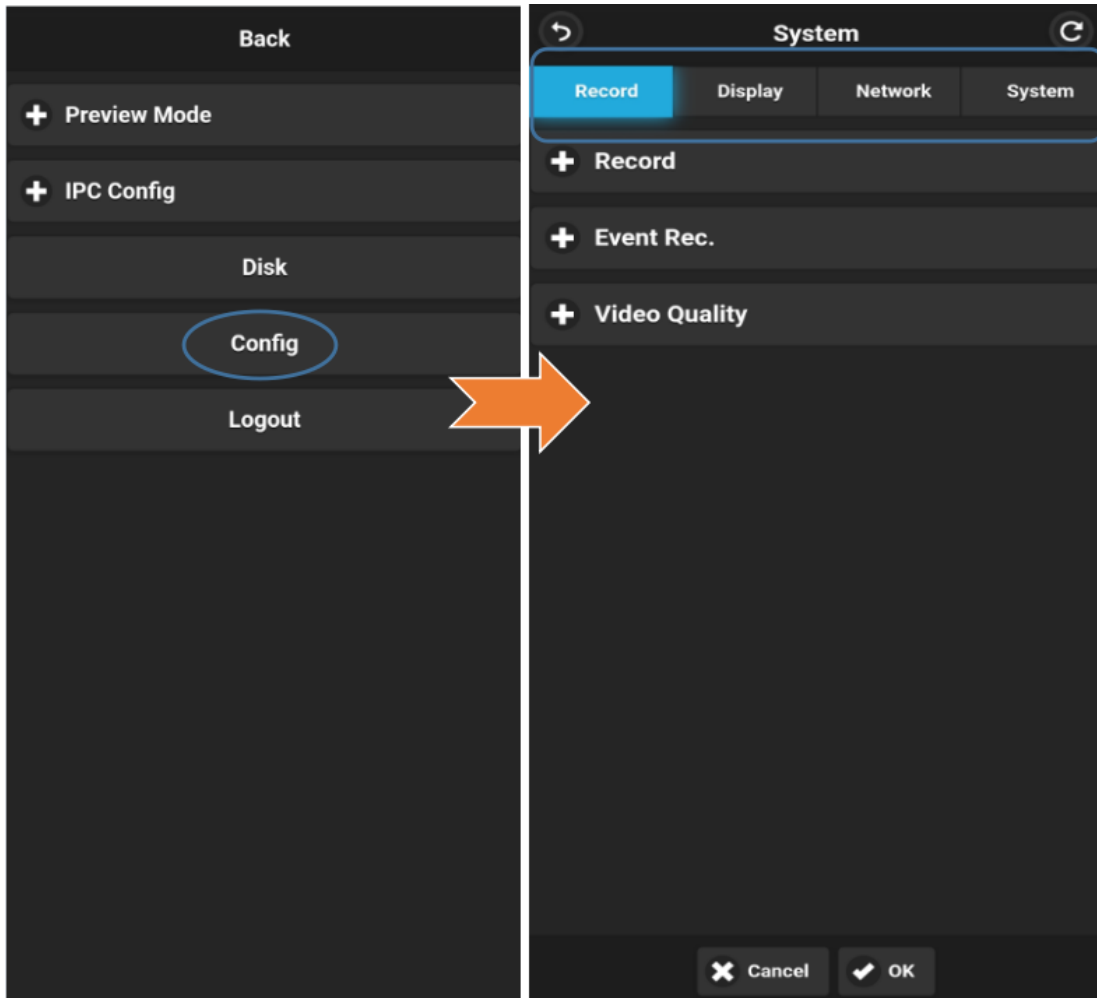 Back
Preview Mode
IPC Config
Disk
Config
Logout
System
Record Display Network System
Record
Event Rec.
Video Quality
Cancel OK